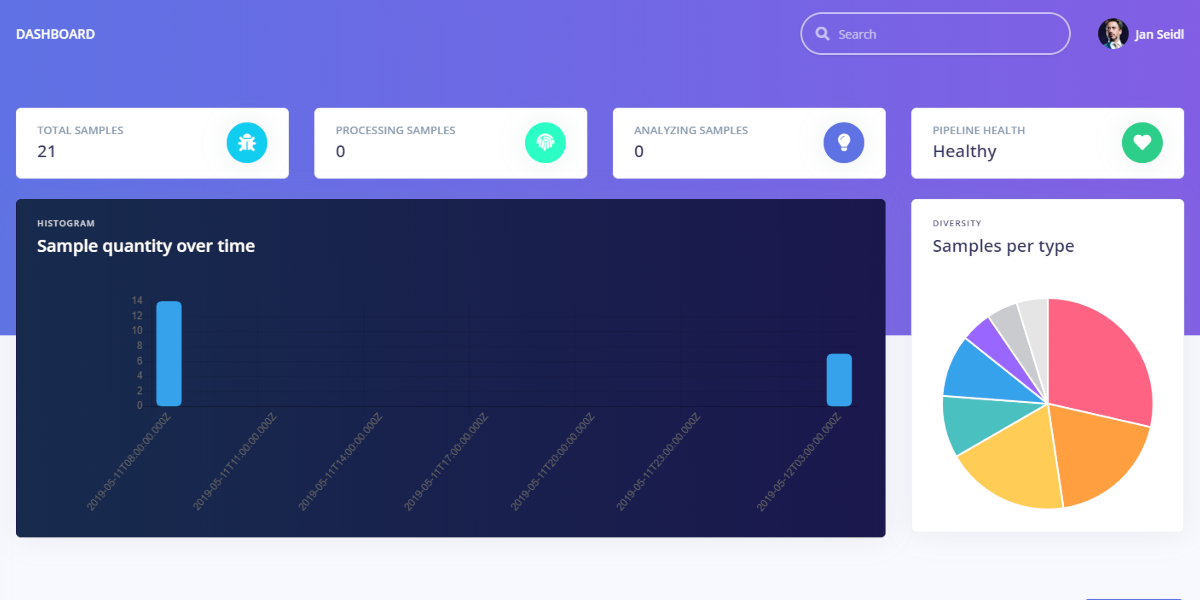 DASHBOARD
Search
Jan Seidl
TOTAL SAMPLES
21
PROCESSING SAMPLES
0
ANALYZING SAMPLES
0
PIPELINE HEALTH
Healthy
HISTOGRAM
Sample quantity over time
14
12
10
8
6
4
2
0
2019-05-11T08:00:00.000Z
2019-05-11T11:00:00.000Z
2019-05-11T14:00:00.000Z
2019-05-11T17:00:00.000Z
2019-05-11T20:00:00.000Z
2019-05-11T23:00:00.000Z
2019-05-12T03:00:00.000Z
DIVERSITY
Samples per type